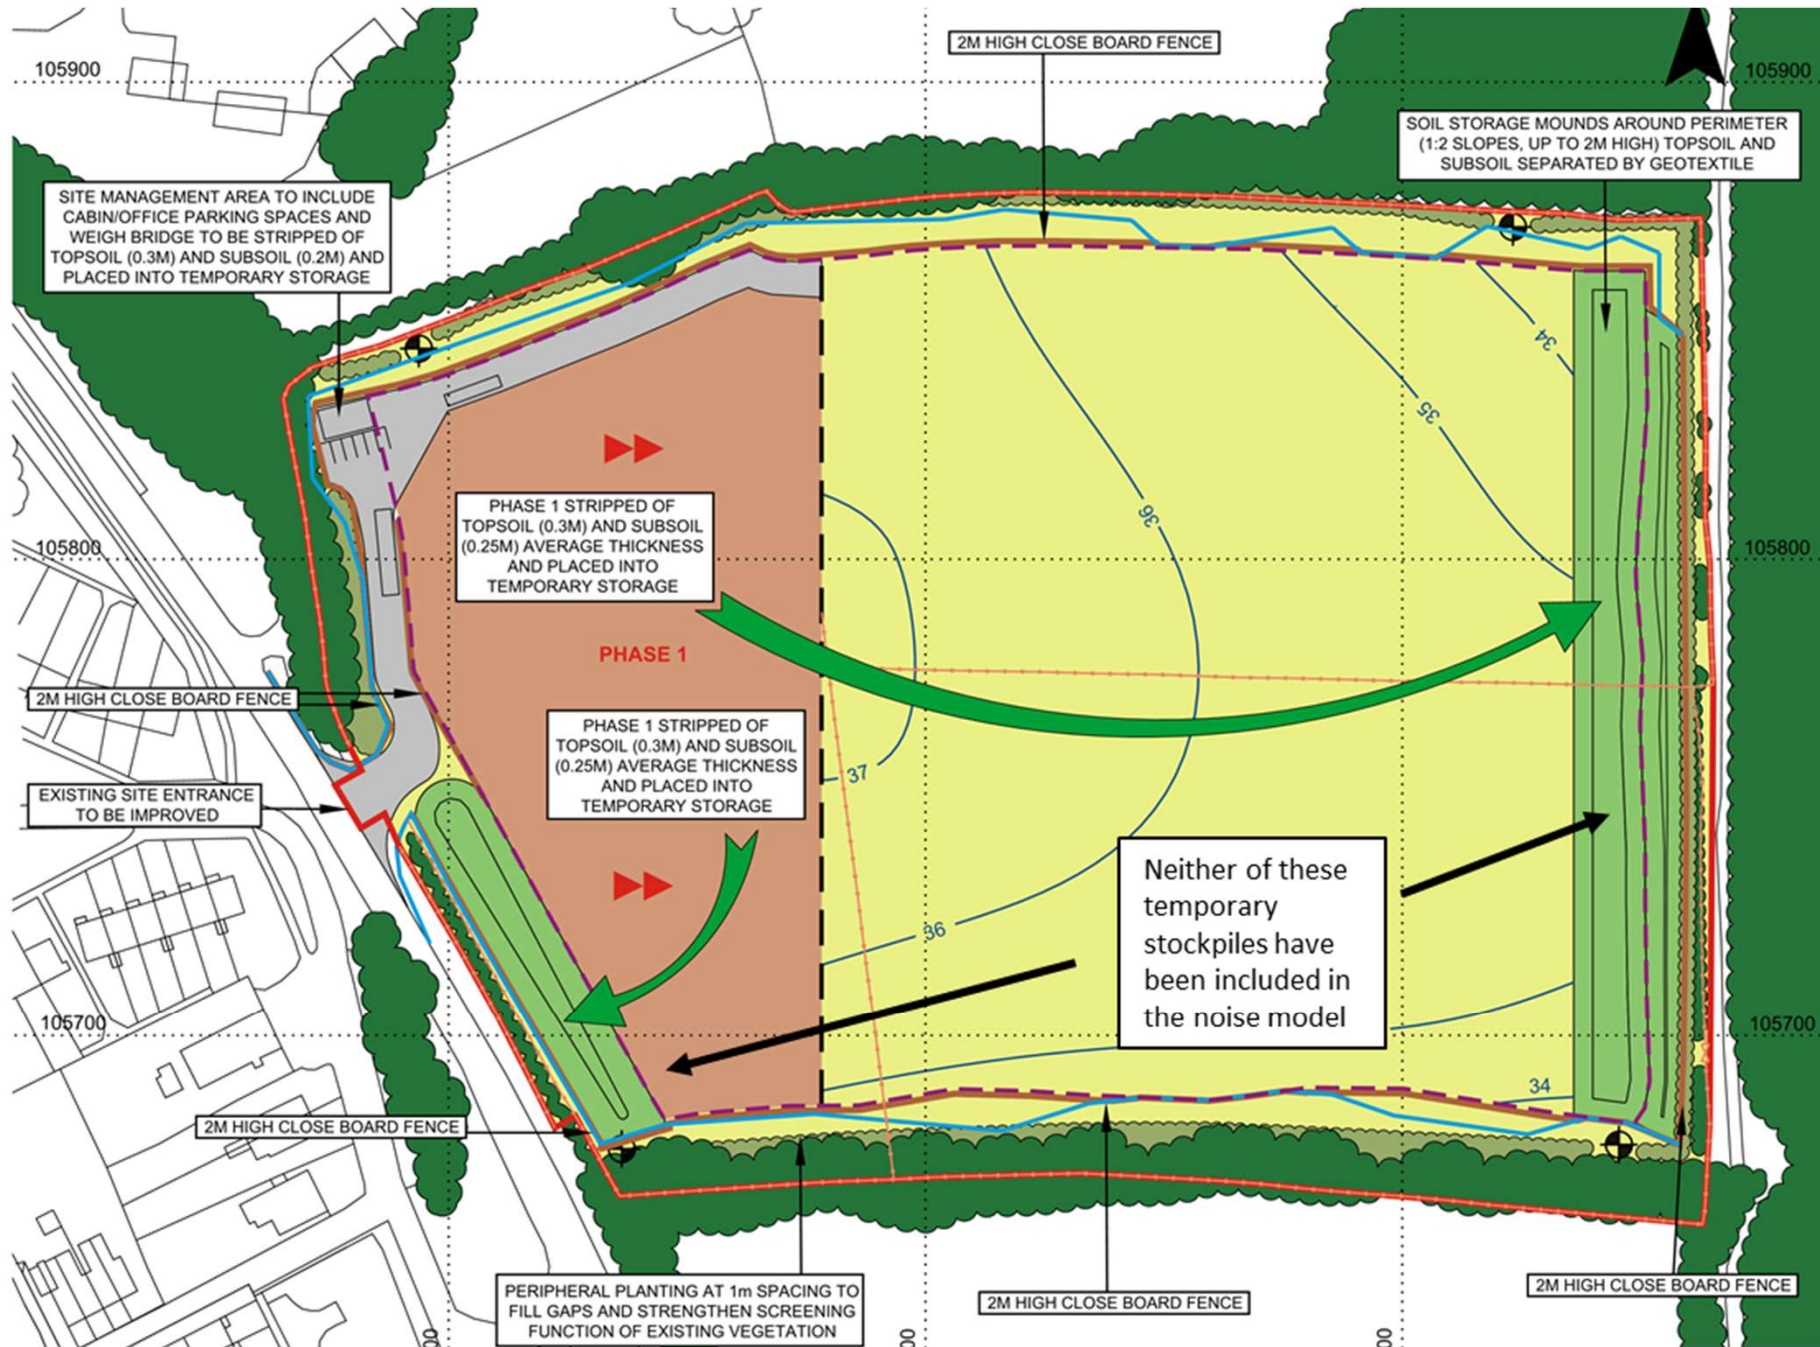 2M HIGH CLOSE BOARD FENCE
105900
105900
SOIL STORAGE MOUNDS AROUND PERIMETER
(1:2 SLOPES, UP TO 2M HIGH) TOPSOIL AND
SUBSOIL SEPARATED BY GEOTEXTILE
SITE MANAGEMENT AREA TO INCLUDE
CABIN/OFFICE PARKING SPACES AND
WEIGH BRIDGE TO BE STRIPPED OF
TOPSOIL (0.3M) AND SUBSOIL (0.2M) AND
PLACED INTO TEMPORARY STORAGE
34
35
36
PHASE 1 STRIPPED OF
TOPSOIL (0.3M) AND SUBSOIL
(0.25M) AVERAGE THICKNESS
AND PLACED INTO
TEMPORARY STORAGE
105800
105800
PHASE 1
2M HIGH CLOSE BOARD FENCE
PHASE 1 STRIPPED OF
TOPSOIL (0.3M) AND SUBSOIL
(0.25M) AVERAGE THICKNESS
AND PLACED INTO
TEMPORARY STORAGE
37
EXISTING SITE ENTRANCE
TO BE IMPROVED
Neither of these
temporary
stockpiles have
been included in
the noise model
36
105700
105700
34
2M HIGH CLOSE BOARD FENCE
PERIPHERAL PLANTING AT 1m SPACING TO
FILL GAPS AND STRENGTHEN SCREENING
FUNCTION OF EXISTING VEGETATION
2M HIGH CLOSE BOARD FENCE
2M HIGH CLOSE BOARD FENCE